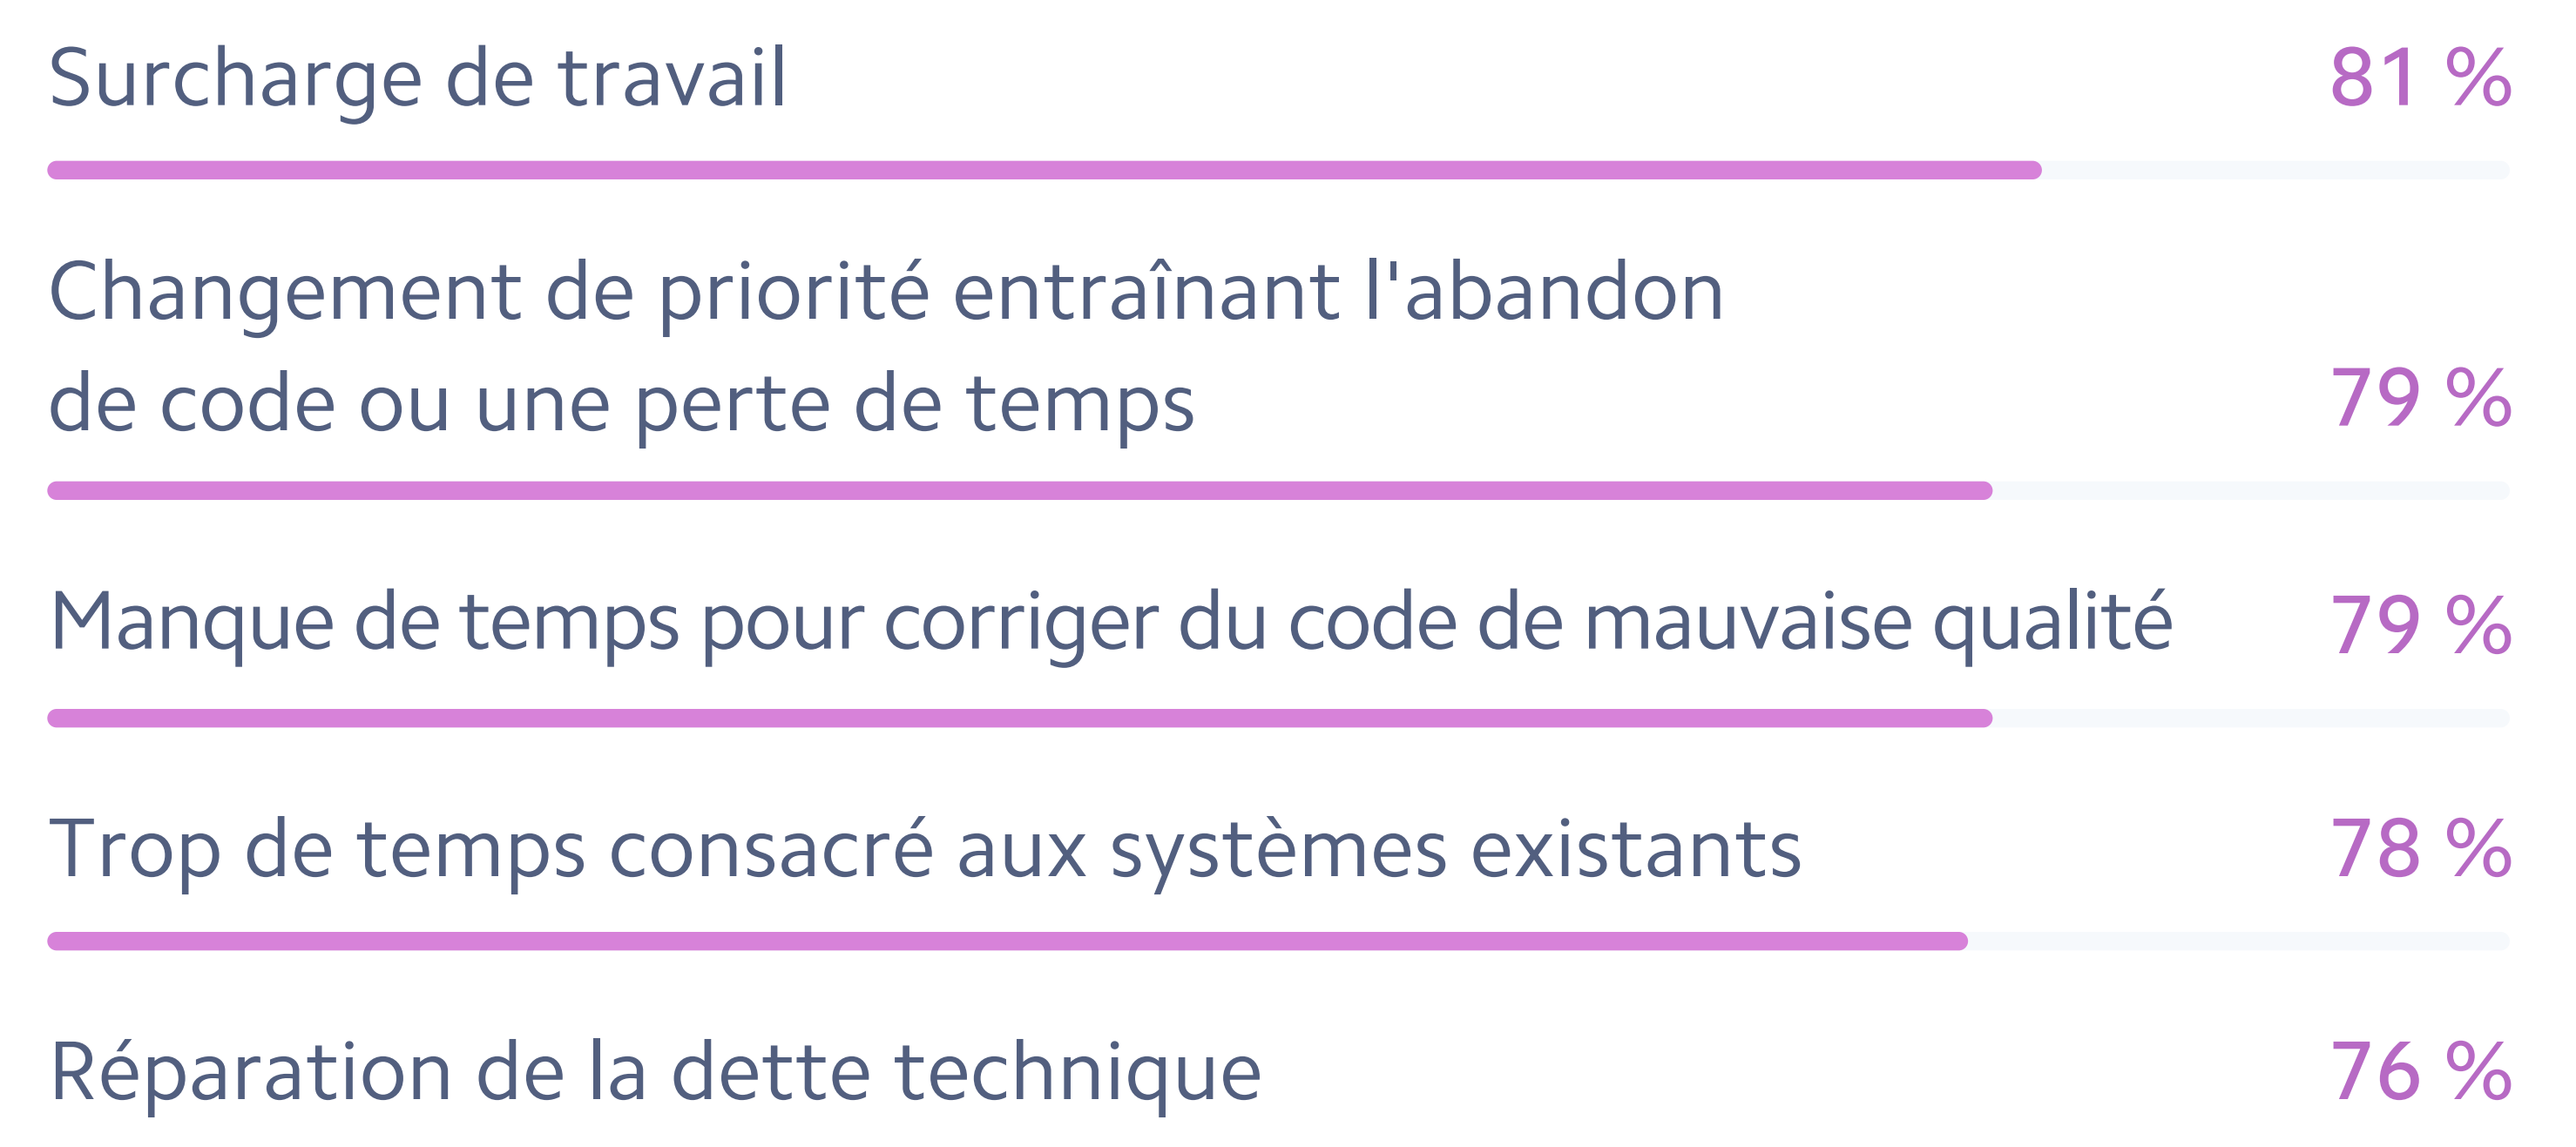 Surcharge de travail 81 %
Changement de priorité entraînant l'abandon
de code ou une perte de temps 79 %
Manque de temps pour corriger du code de mauvaise qualité 79 %
Trop de temps consacré aux systèmes existants 78 %
Réparation de la dette technique 76 %